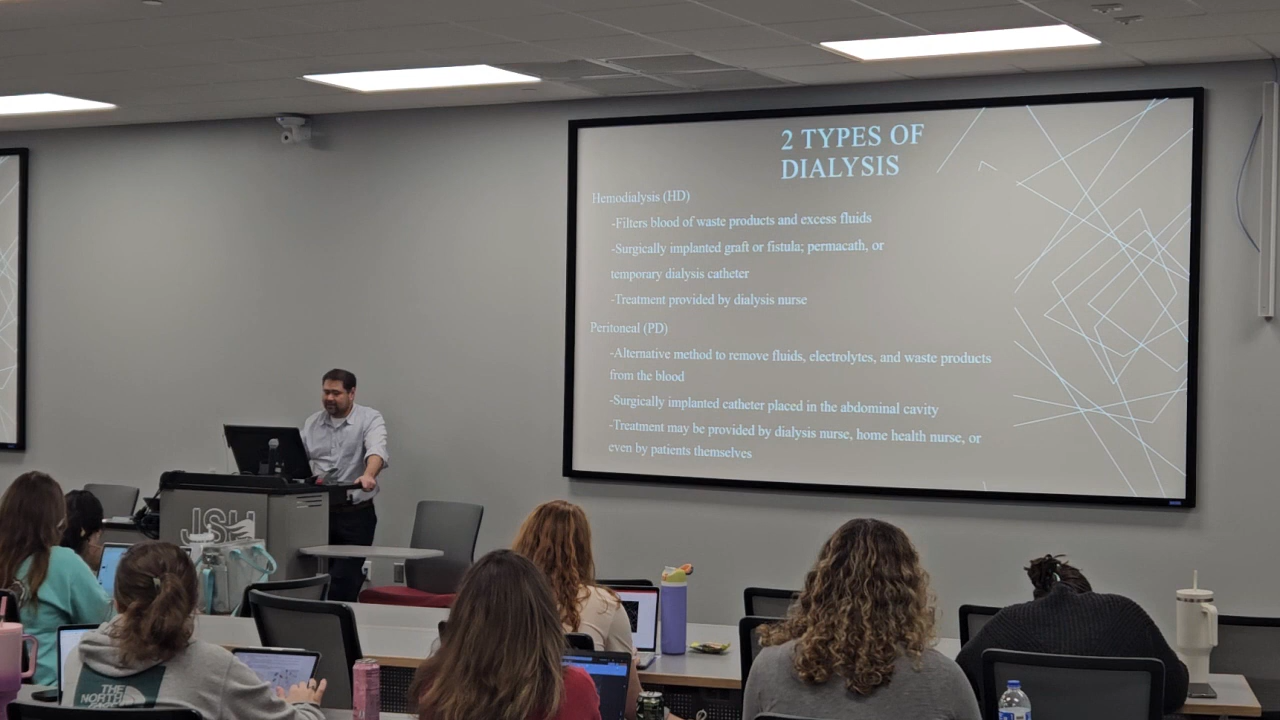 2 TYPES OF
DIALYSIS
Hemodialysis (HD)
-Filters blood of waste products and excess fluids
-Surgically implanted graft or fistula; permacath, or
temporary dialysis catheter
-Treatment provided by dialysis nurse
Peritoneal (PD)
-Alternative method to remove fluids, electrolytes, and waste products
from the blood
-Surgically implanted catheter placed in the abdominal cavity
-Treatment may be provided by dialysis nurse, home health nurse, or
even by patients themselves
JSU
THE
NORTH FACE